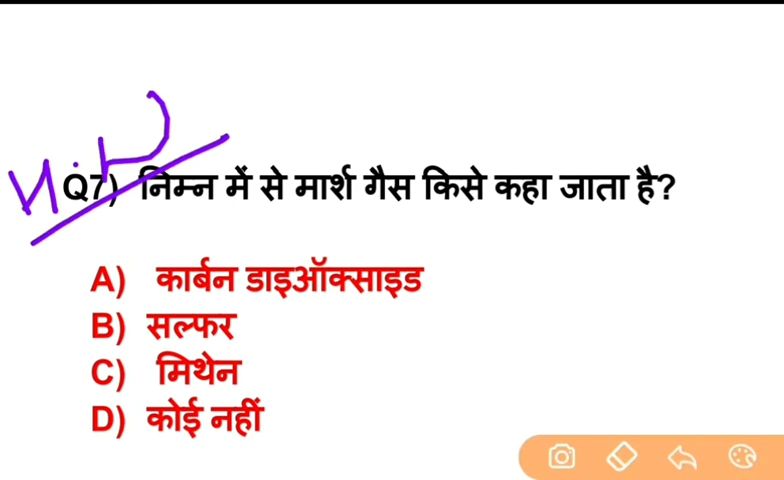 Q7) निम्न में से मार्श गैस किसे कहा जाता है?
A) कार्बन डाइऑक्साइड
B) सल्फर
C) मिथेन
D) कोई नहीं